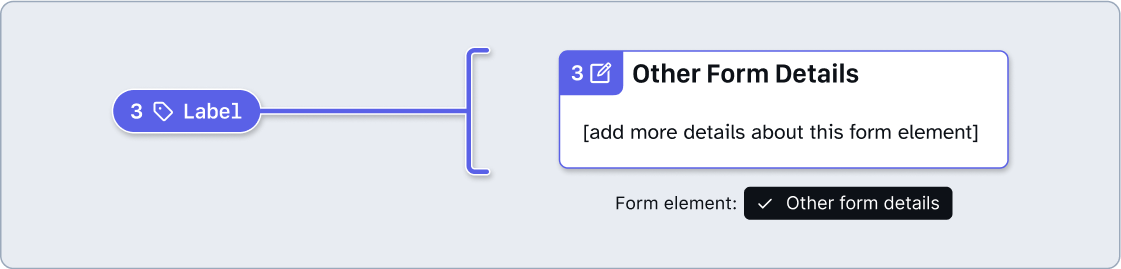 3 Label
3 Other Form Details
[add more details about this form element]
Form element: Other form details